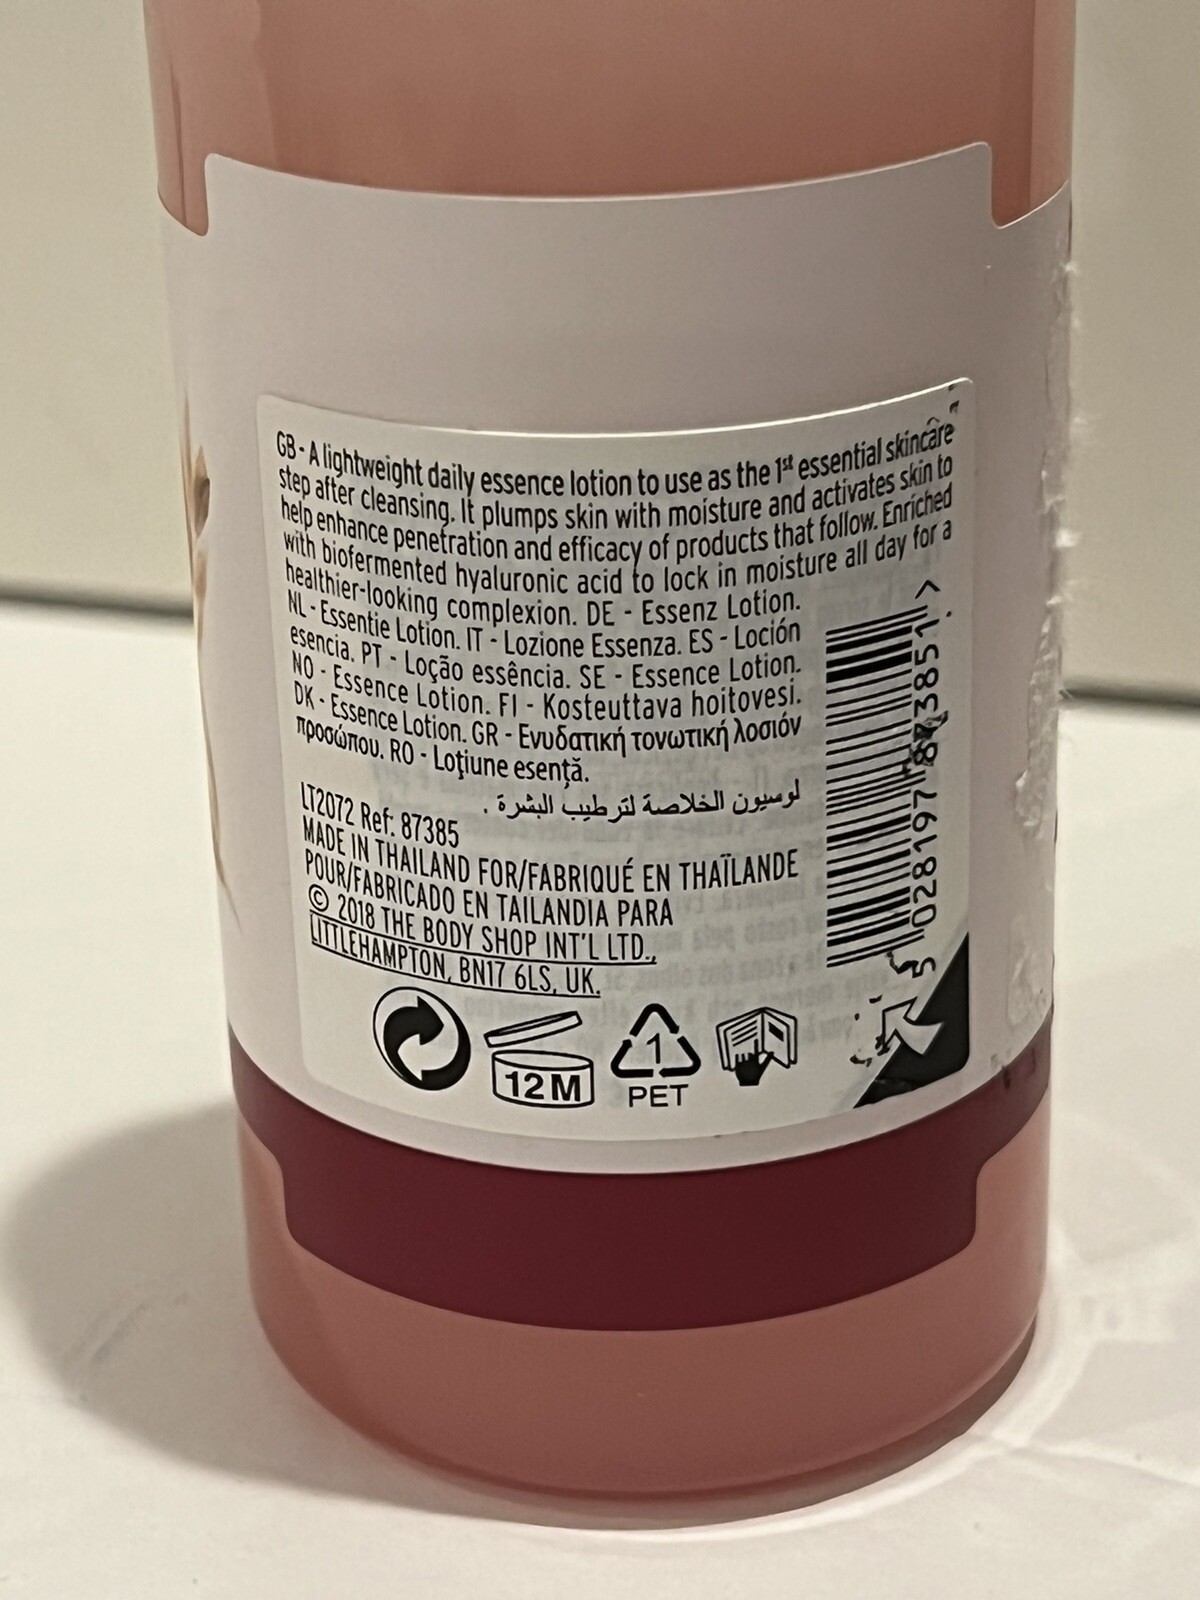 GB - A lightweight daily essence lotion to use as the 1st essential skincare
step after cleansing. It plumps skin with moisture and activates skin to
help enhance penetration and efficacy of products that follow. Enriched
with biofermented hyaluronic acid to lock in moisture all day for a
healthier-looking complexion. DE - Essenz Lotion.
NL - Essentie Lotion. IT - Lozione Essenza. ES - Loción
esencia. PT - Loção essência. SE - Essence Lotion.
NO - Essence Lotion. FI - Kosteuttava hoitovesi.
DK - Essence Lotion. GR - Ενυδατική τονωτική λοσιόν
προσώπου. RO - Loţiune esenţă.
لوسيون الخلاصة لترطيب البشرة .
LT2072 Ref: 87385
MADE IN THAILAND FOR/FABRIQUÉ EN THAÏLANDE
POUR/FABRICADO EN TAILANDIA PARA
© 2018 THE BODY SHOP INT'L LTD.,
LITTLEHAMPTON, BN17 6LS, UK.
12M
1
PET
5 028197 873851 >